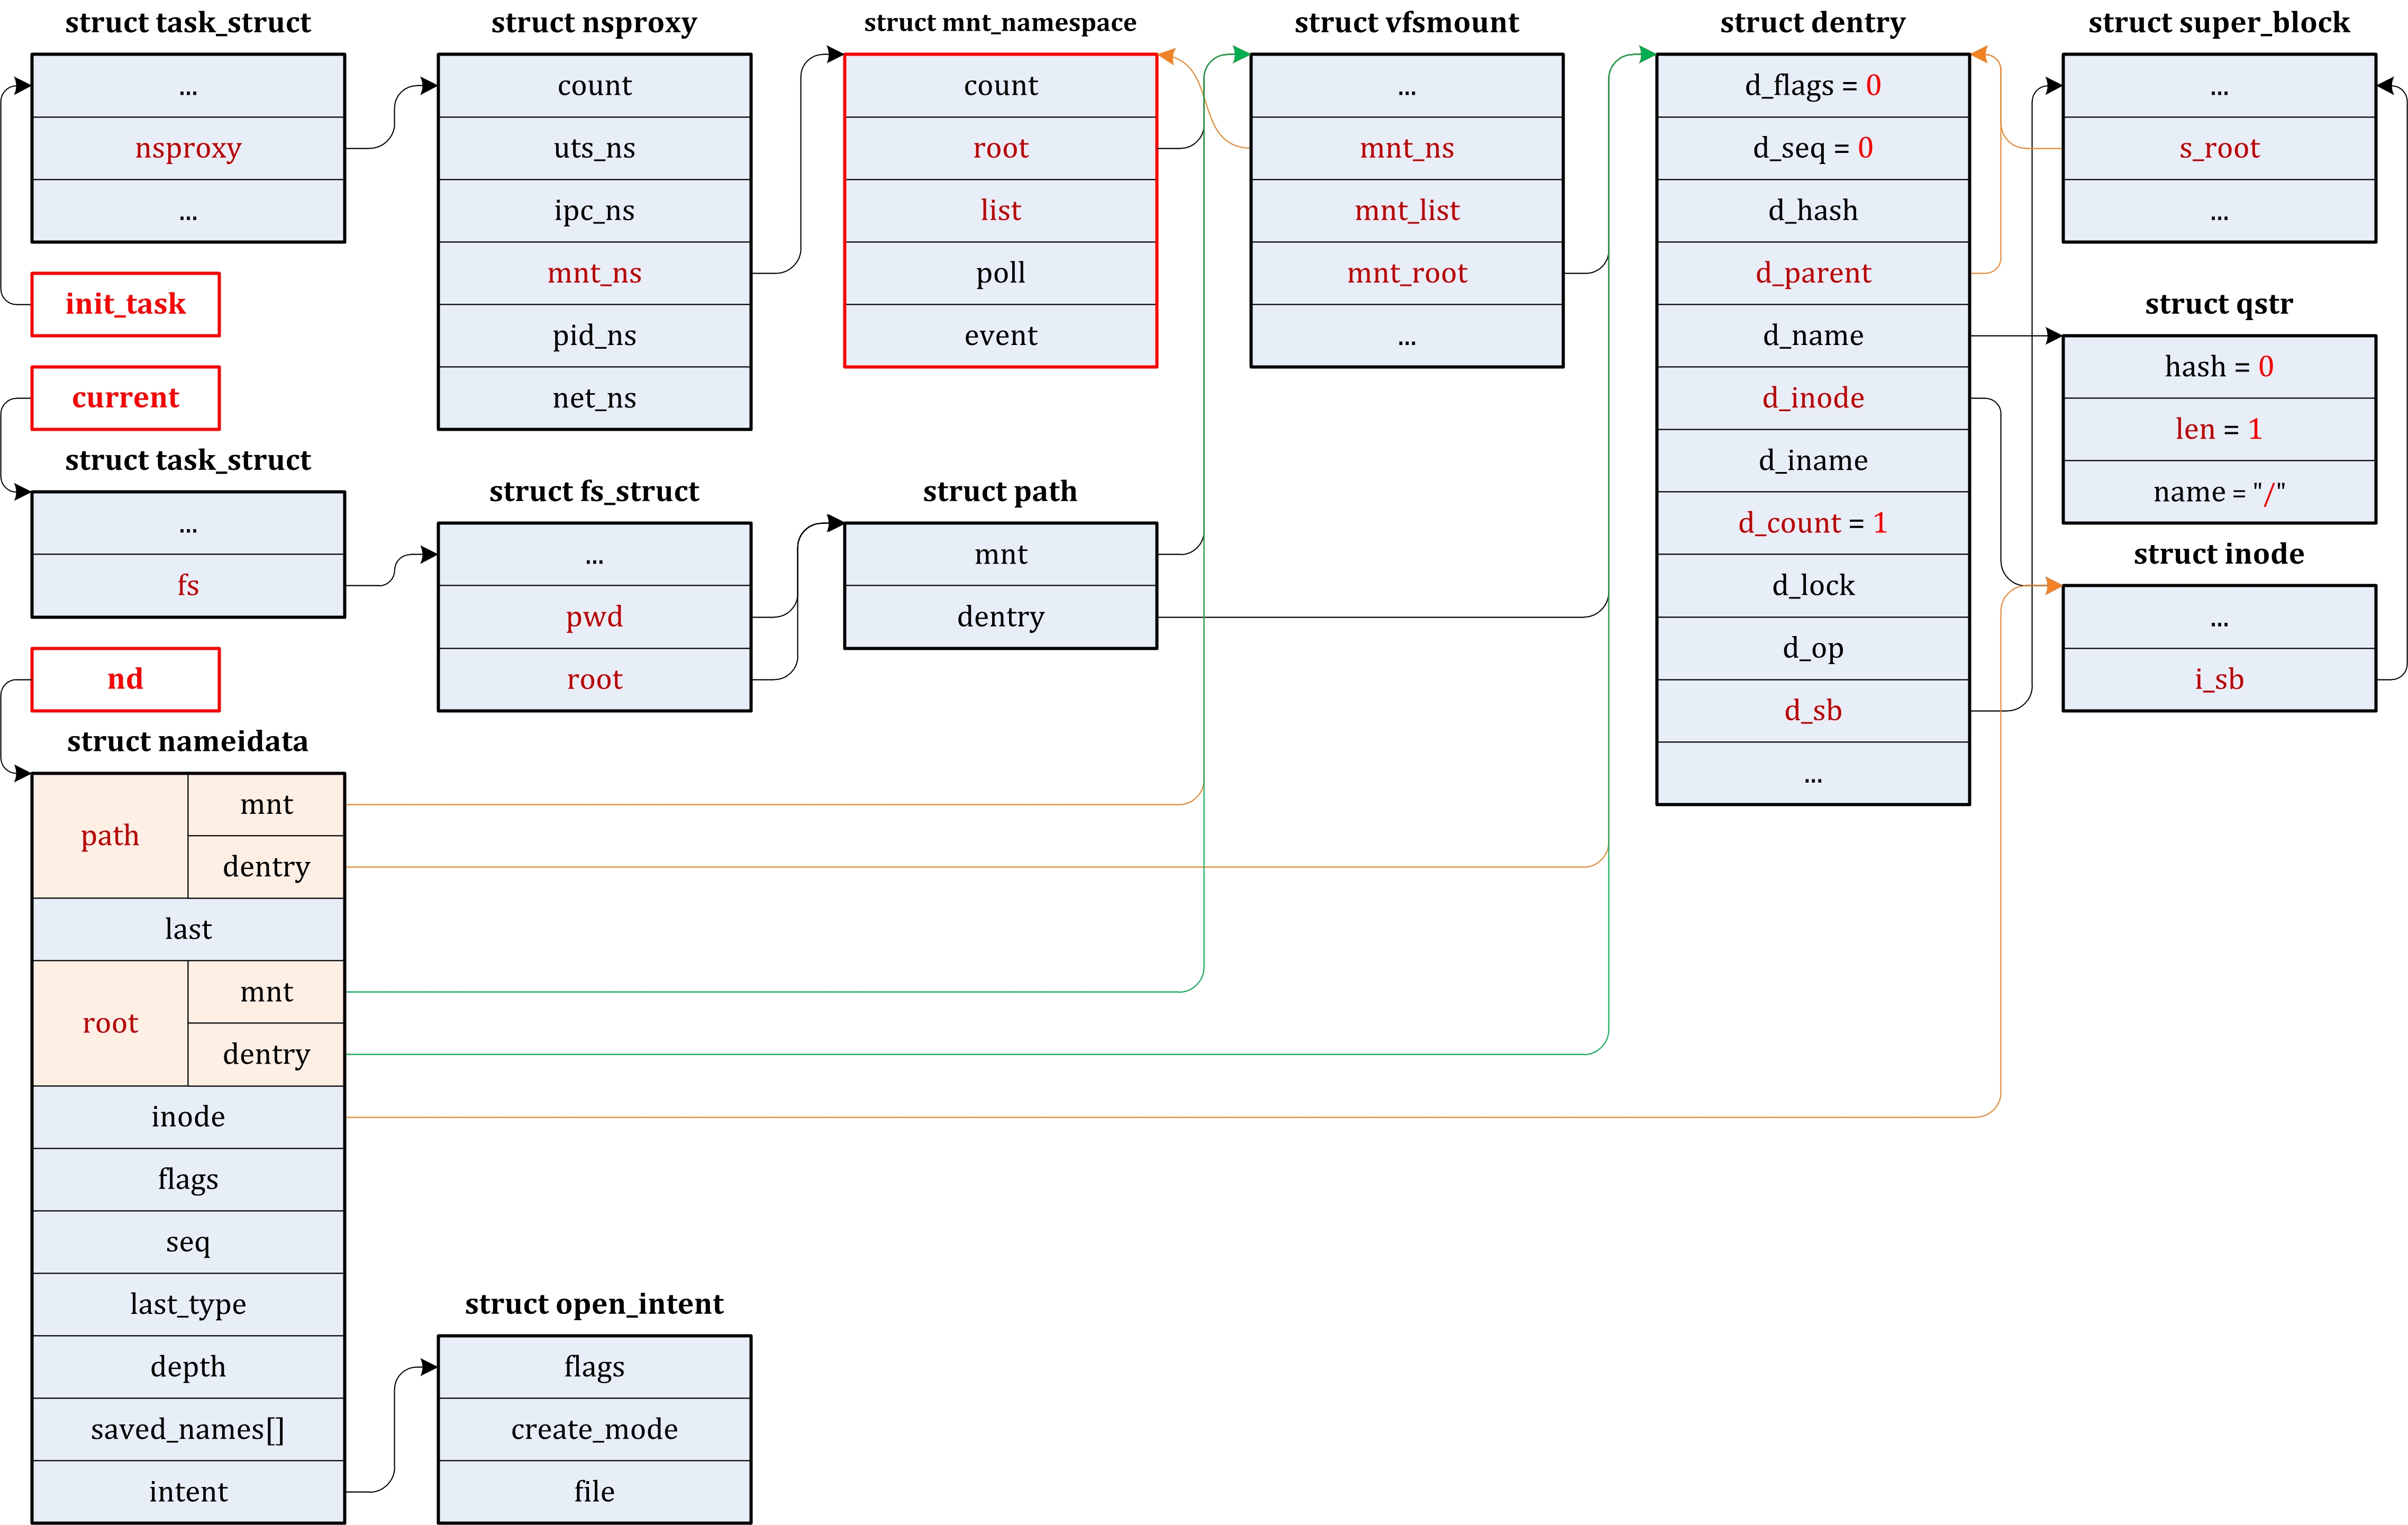 struct task_struct
...
nsproxy
...
init_task
current
struct task_struct
...
fs
nd
struct nameidata
path
mnt
dentry
last
root
mnt
dentry
inode
flags
seq
last_type
depth
saved_names[]
intent
struct nsproxy
count
uts_ns
ipc_ns
mnt_ns
pid_ns
net_ns
struct fs_struct
...
pwd
root
struct open_intent
flags
create_mode
file
struct mnt_namespace
count
root
list
poll
event
struct path
mnt
dentry
struct vfsmount
...
mnt_ns
mnt_list
mnt_root
...
struct dentry
d_flags = 0
d_seq = 0
d_hash
d_parent
d_name
d_inode
d_iname
d_count = 1
d_lock
d_op
d_sb
...
struct super_block
...
s_root
...
struct qstr
hash = 0
len = 1
name = "/"
struct inode
...
i_sb